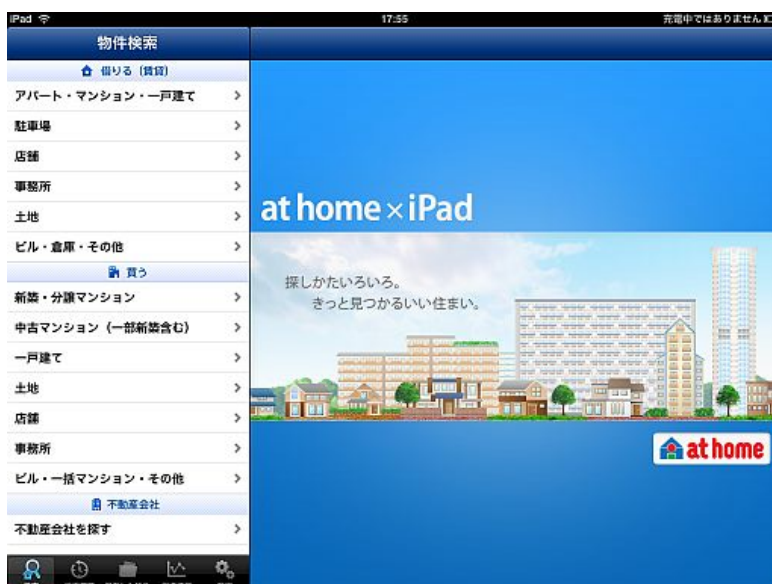 iPad
17:55
充電中ではありません
物件検索
借りる（賃貸）
アパート・マンション・一戸建て
駐車場
店舗
事務所
土地
ビル・倉庫・その他
買う
新築・分譲マンション
中古マンション（一部新築含む）
一戸建て
土地
店舗
事務所
ビル・一括マンション・その他
不動産会社
不動産会社を探す
at home×iPad
探しかたいろいろ。
きっと見つかるいい住まい。
at home